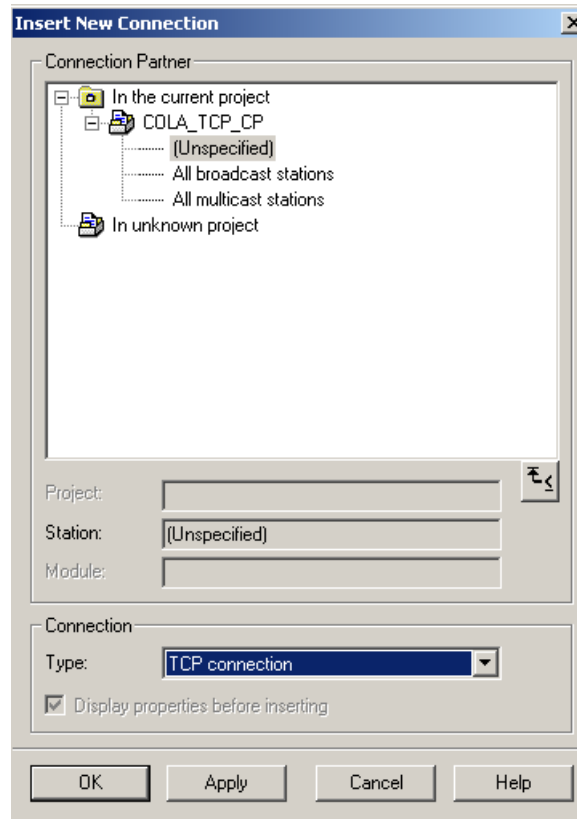 Insert New Connection
Connection Partner
In the current project
COLA_TCP_CP
(Unspecified)
All broadcast stations
All multicast stations
In unknown project
Project:
Station: (Unspecified)
Module:
Connection
Type: TCP connection
Display properties before inserting
OK Apply Cancel Help